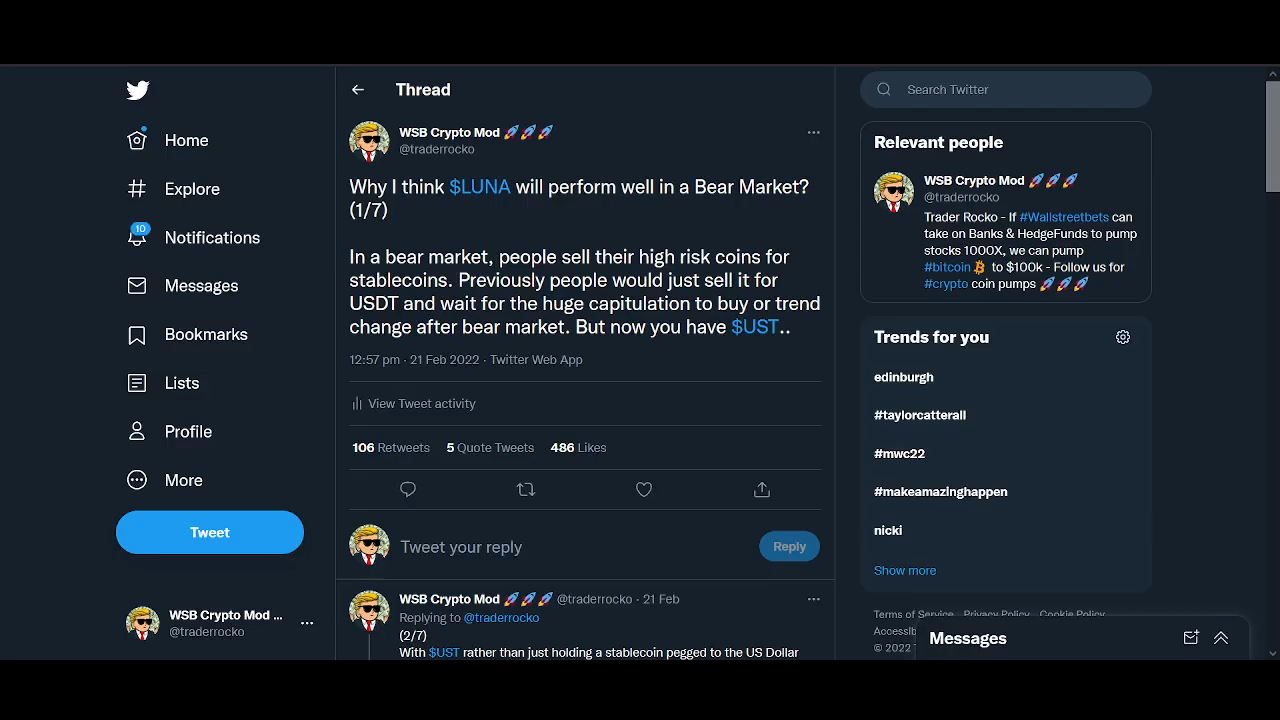 Home
Explore
10
Notifications
Messages
Bookmarks
Lists
Profile
More
Tweet
WSB Crypto Mod ...
@traderrocko
Thread
WSB Crypto Mod 🚀🚀🚀
@traderrocko
Why I think $LUNA will perform well in a Bear Market?
(1/7)
In a bear market, people sell their high risk coins for
stablecoins. Previously people would just sell it for
USDT and wait for the huge capitulation to buy or trend
change after bear market. But now you have $UST..
12:57 pm · 21 Feb 2022 · Twitter Web App
View Tweet activity
106 Retweets 5 Quote Tweets 486 Likes
Tweet your reply
Reply
WSB Crypto Mod 🚀🚀🚀 @traderrocko · 21 Feb
Replying to @traderrocko
(2/7)
With $UST rather than just holding a stablecoin pegged to the US Dollar
Search Twitter
Relevant people
WSB Crypto Mod 🚀🚀🚀
@traderrocko
Trader Rocko - If #Wallstreetbets can
take on Banks & HedgeFunds to pump
stocks 1000X, we can pump
#bitcoin to $100k - Follow us for
#crypto coin pumps 🚀🚀🚀
Trends for you
edinburgh
#taylorcatterall
#mwc22
#makeamazinghappen
nicki
Show more
Terms of Service Privacy Policy Cookie Policy
© 2022
Messages